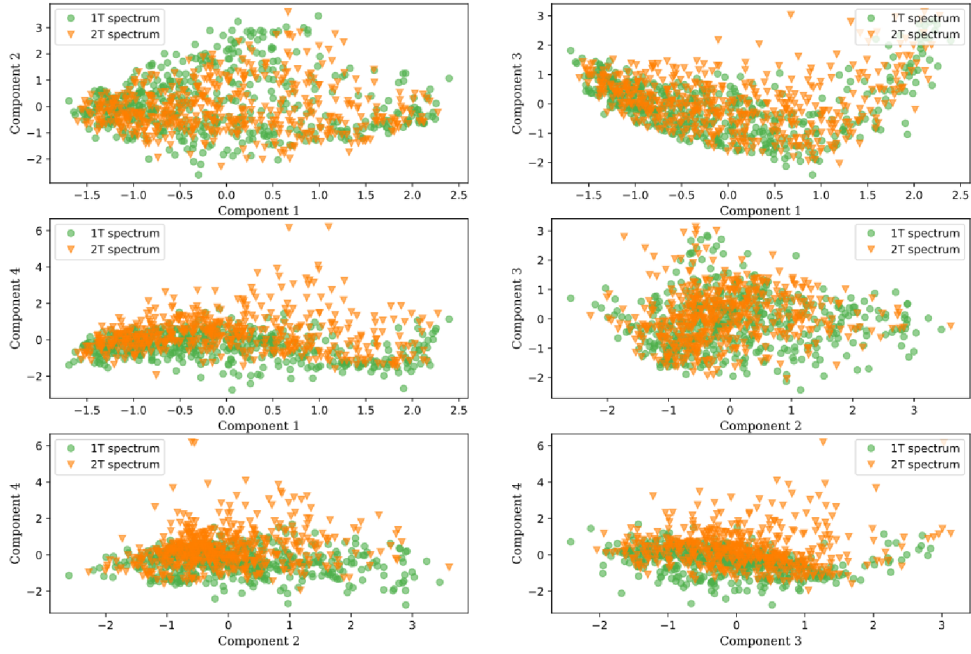 1T spectrum
2T spectrum
Component 2
3
2
1
0
−1
−2
−1.5 −1.0 −0.5 0.0 0.5 1.0 1.5 2.0 2.5
Component 1
1T spectrum
2T spectrum
Component 3
3
2
1
0
−1
−2
−1.5 −1.0 −0.5 0.0 0.5 1.0 1.5 2.0 2.5
Component 1
1T spectrum
2T spectrum
Component 4
6
4
2
0
−2
−1.5 −1.0 −0.5 0.0 0.5 1.0 1.5 2.0 2.5
Component 1
1T spectrum
2T spectrum
Component 3
3
2
1
0
−1
−2
−2 −1 0 1 2 3
Component 2
1T spectrum
2T spectrum
Component 4
6
4
2
0
−2
−2 −1 0 1 2 3
Component 2
1T spectrum
2T spectrum
Component 4
6
4
2
0
−2
−2 −1 0 1 2 3
Component 3